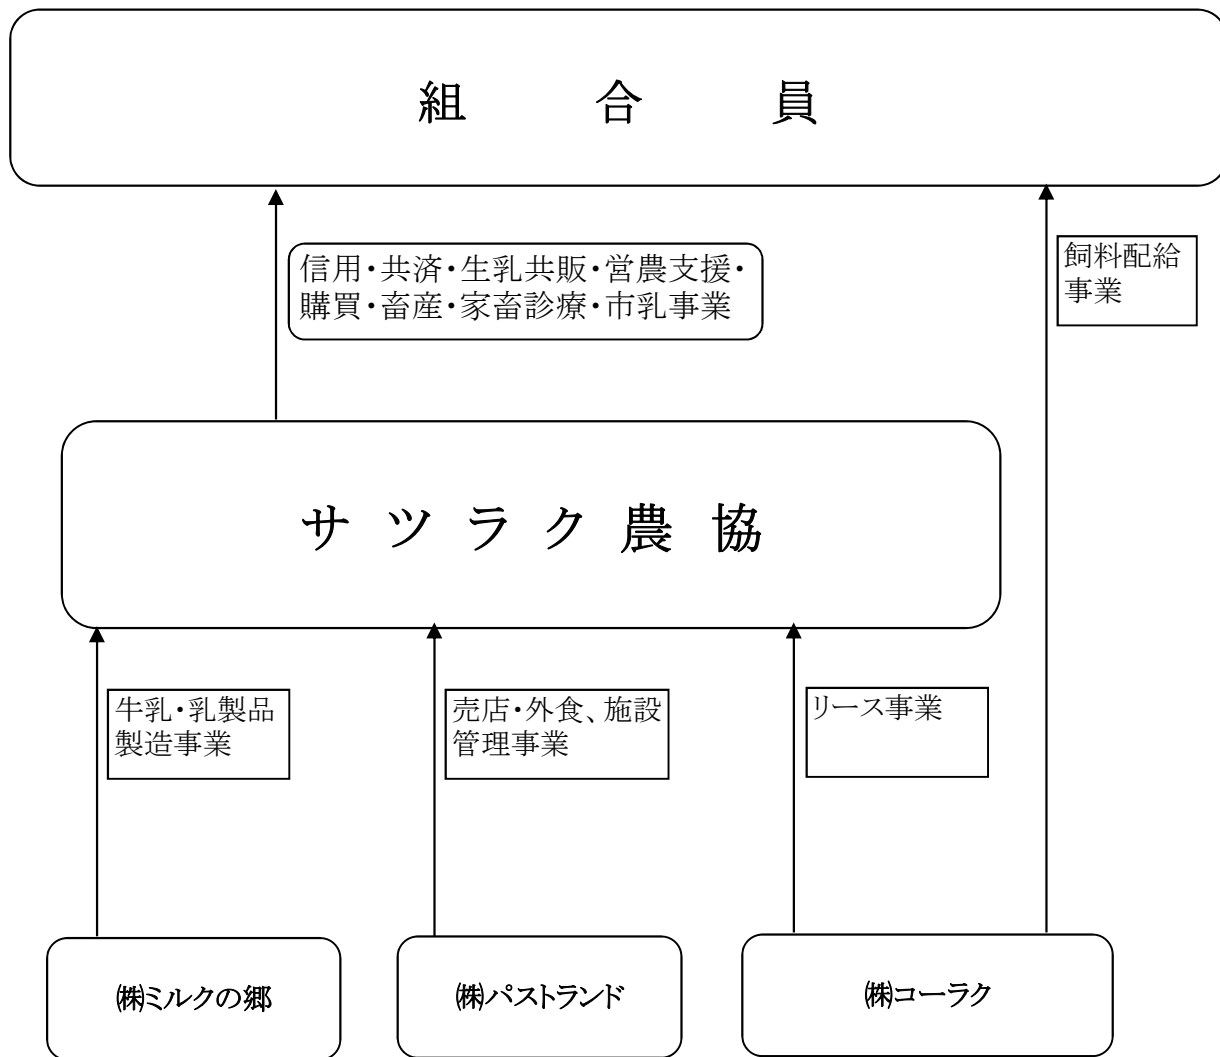 組合員
信用・共済・生乳共販・営農支援・
購買・畜産・家畜診療・市乳事業
飼料配給
事業
サツラク農協
牛乳・乳製品
製造事業
売店・外食、施設
管理事業
リース事業
㈱ミルクの郷
㈱パストランド
㈱コーラク